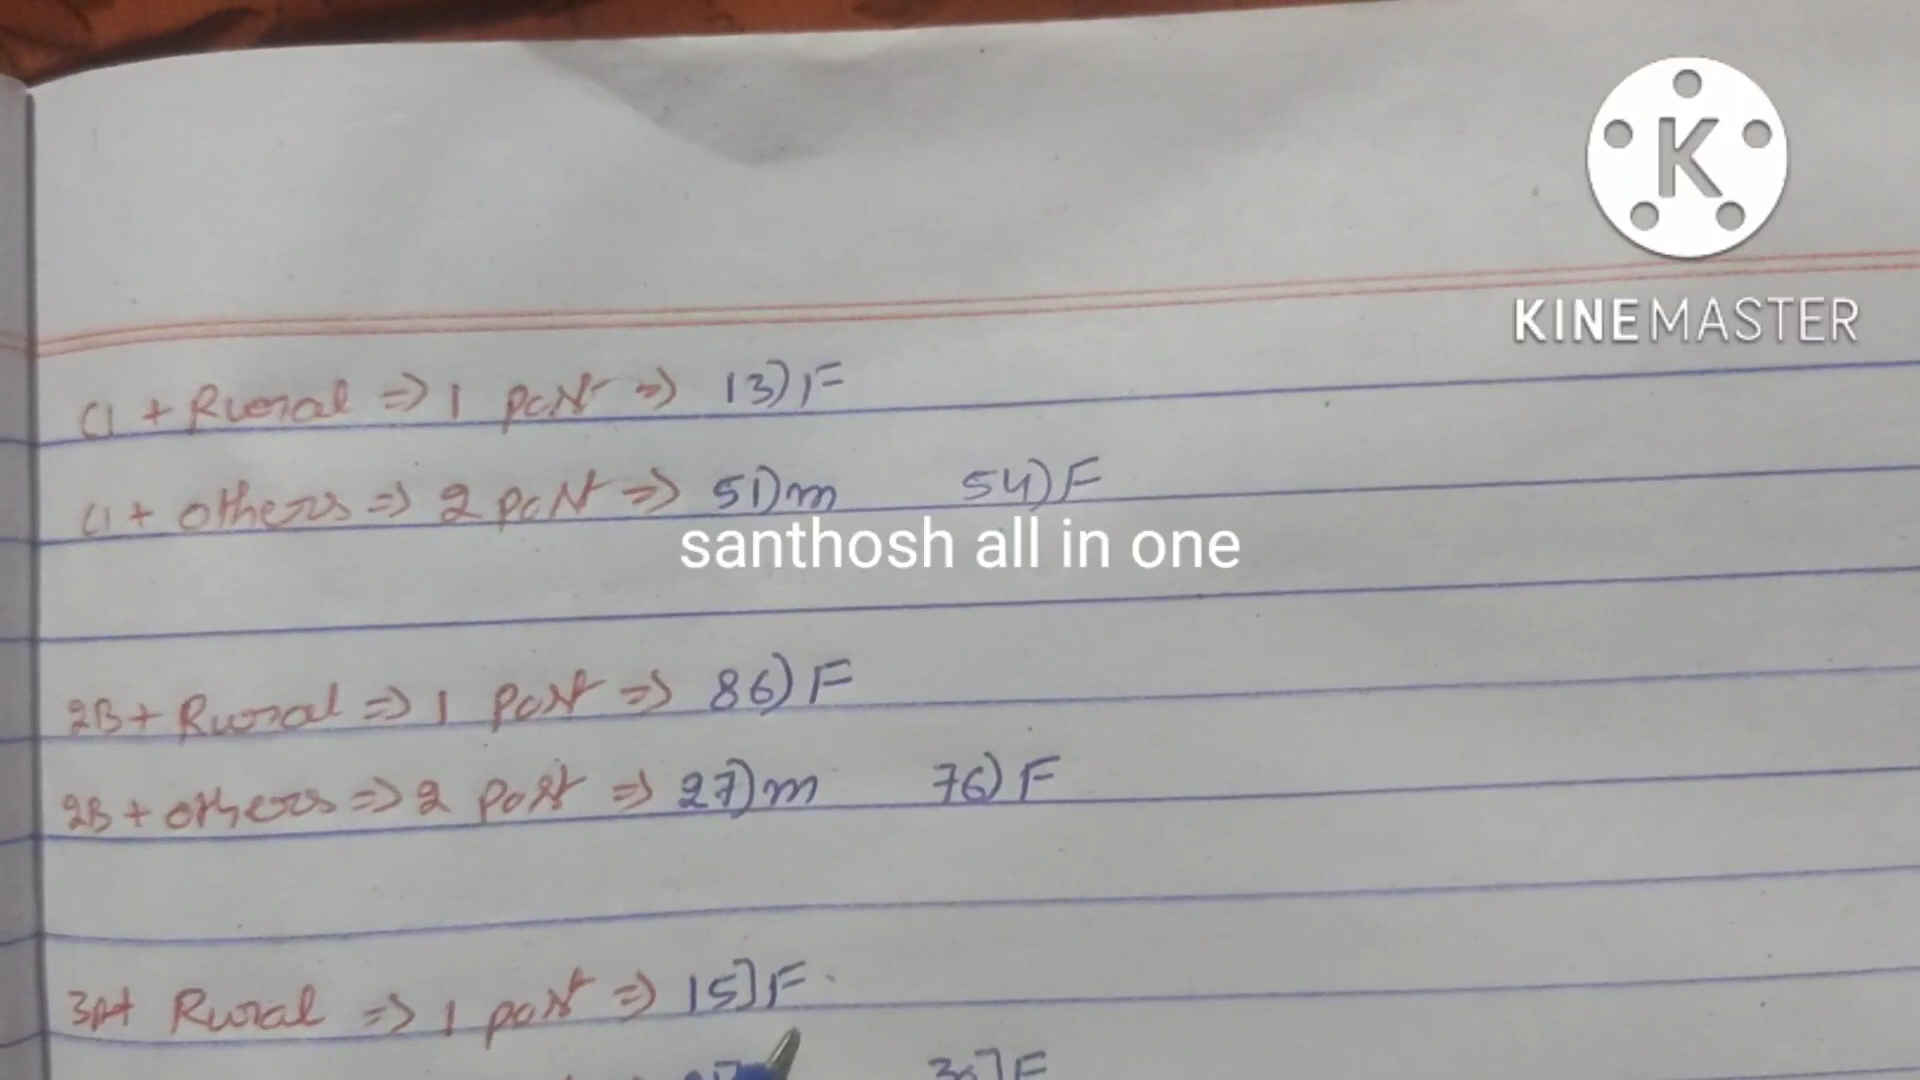 K
KINEMASTER
C1 + Rural => 1 post => 13) F
C1 + others => 2 post => 51) m 54) F
santhosh all in one
2B + Rural => 1 Post => 86) F
2B + others => 2 post => 27) m 76) F
3A + Rural => 1 post => 15] F